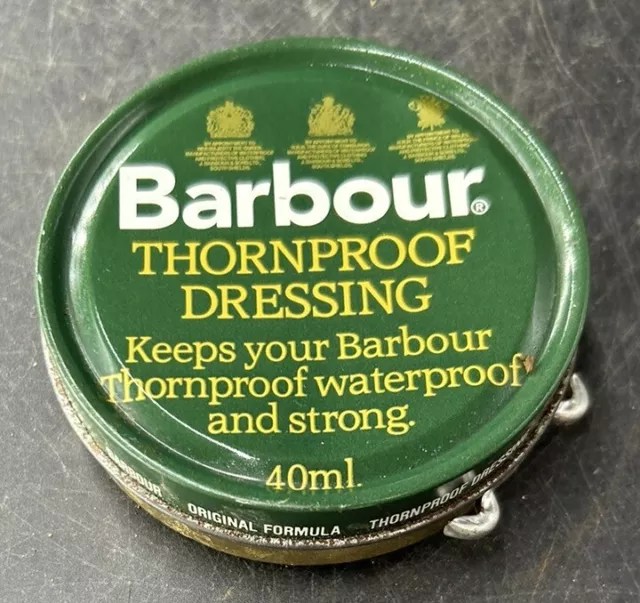 Barbour®
THORNPROOF
DRESSING
Keeps your Barbour
Thornproof waterproof
and strong.
40ml.
ORIGINAL FORMULA THORNPROOF